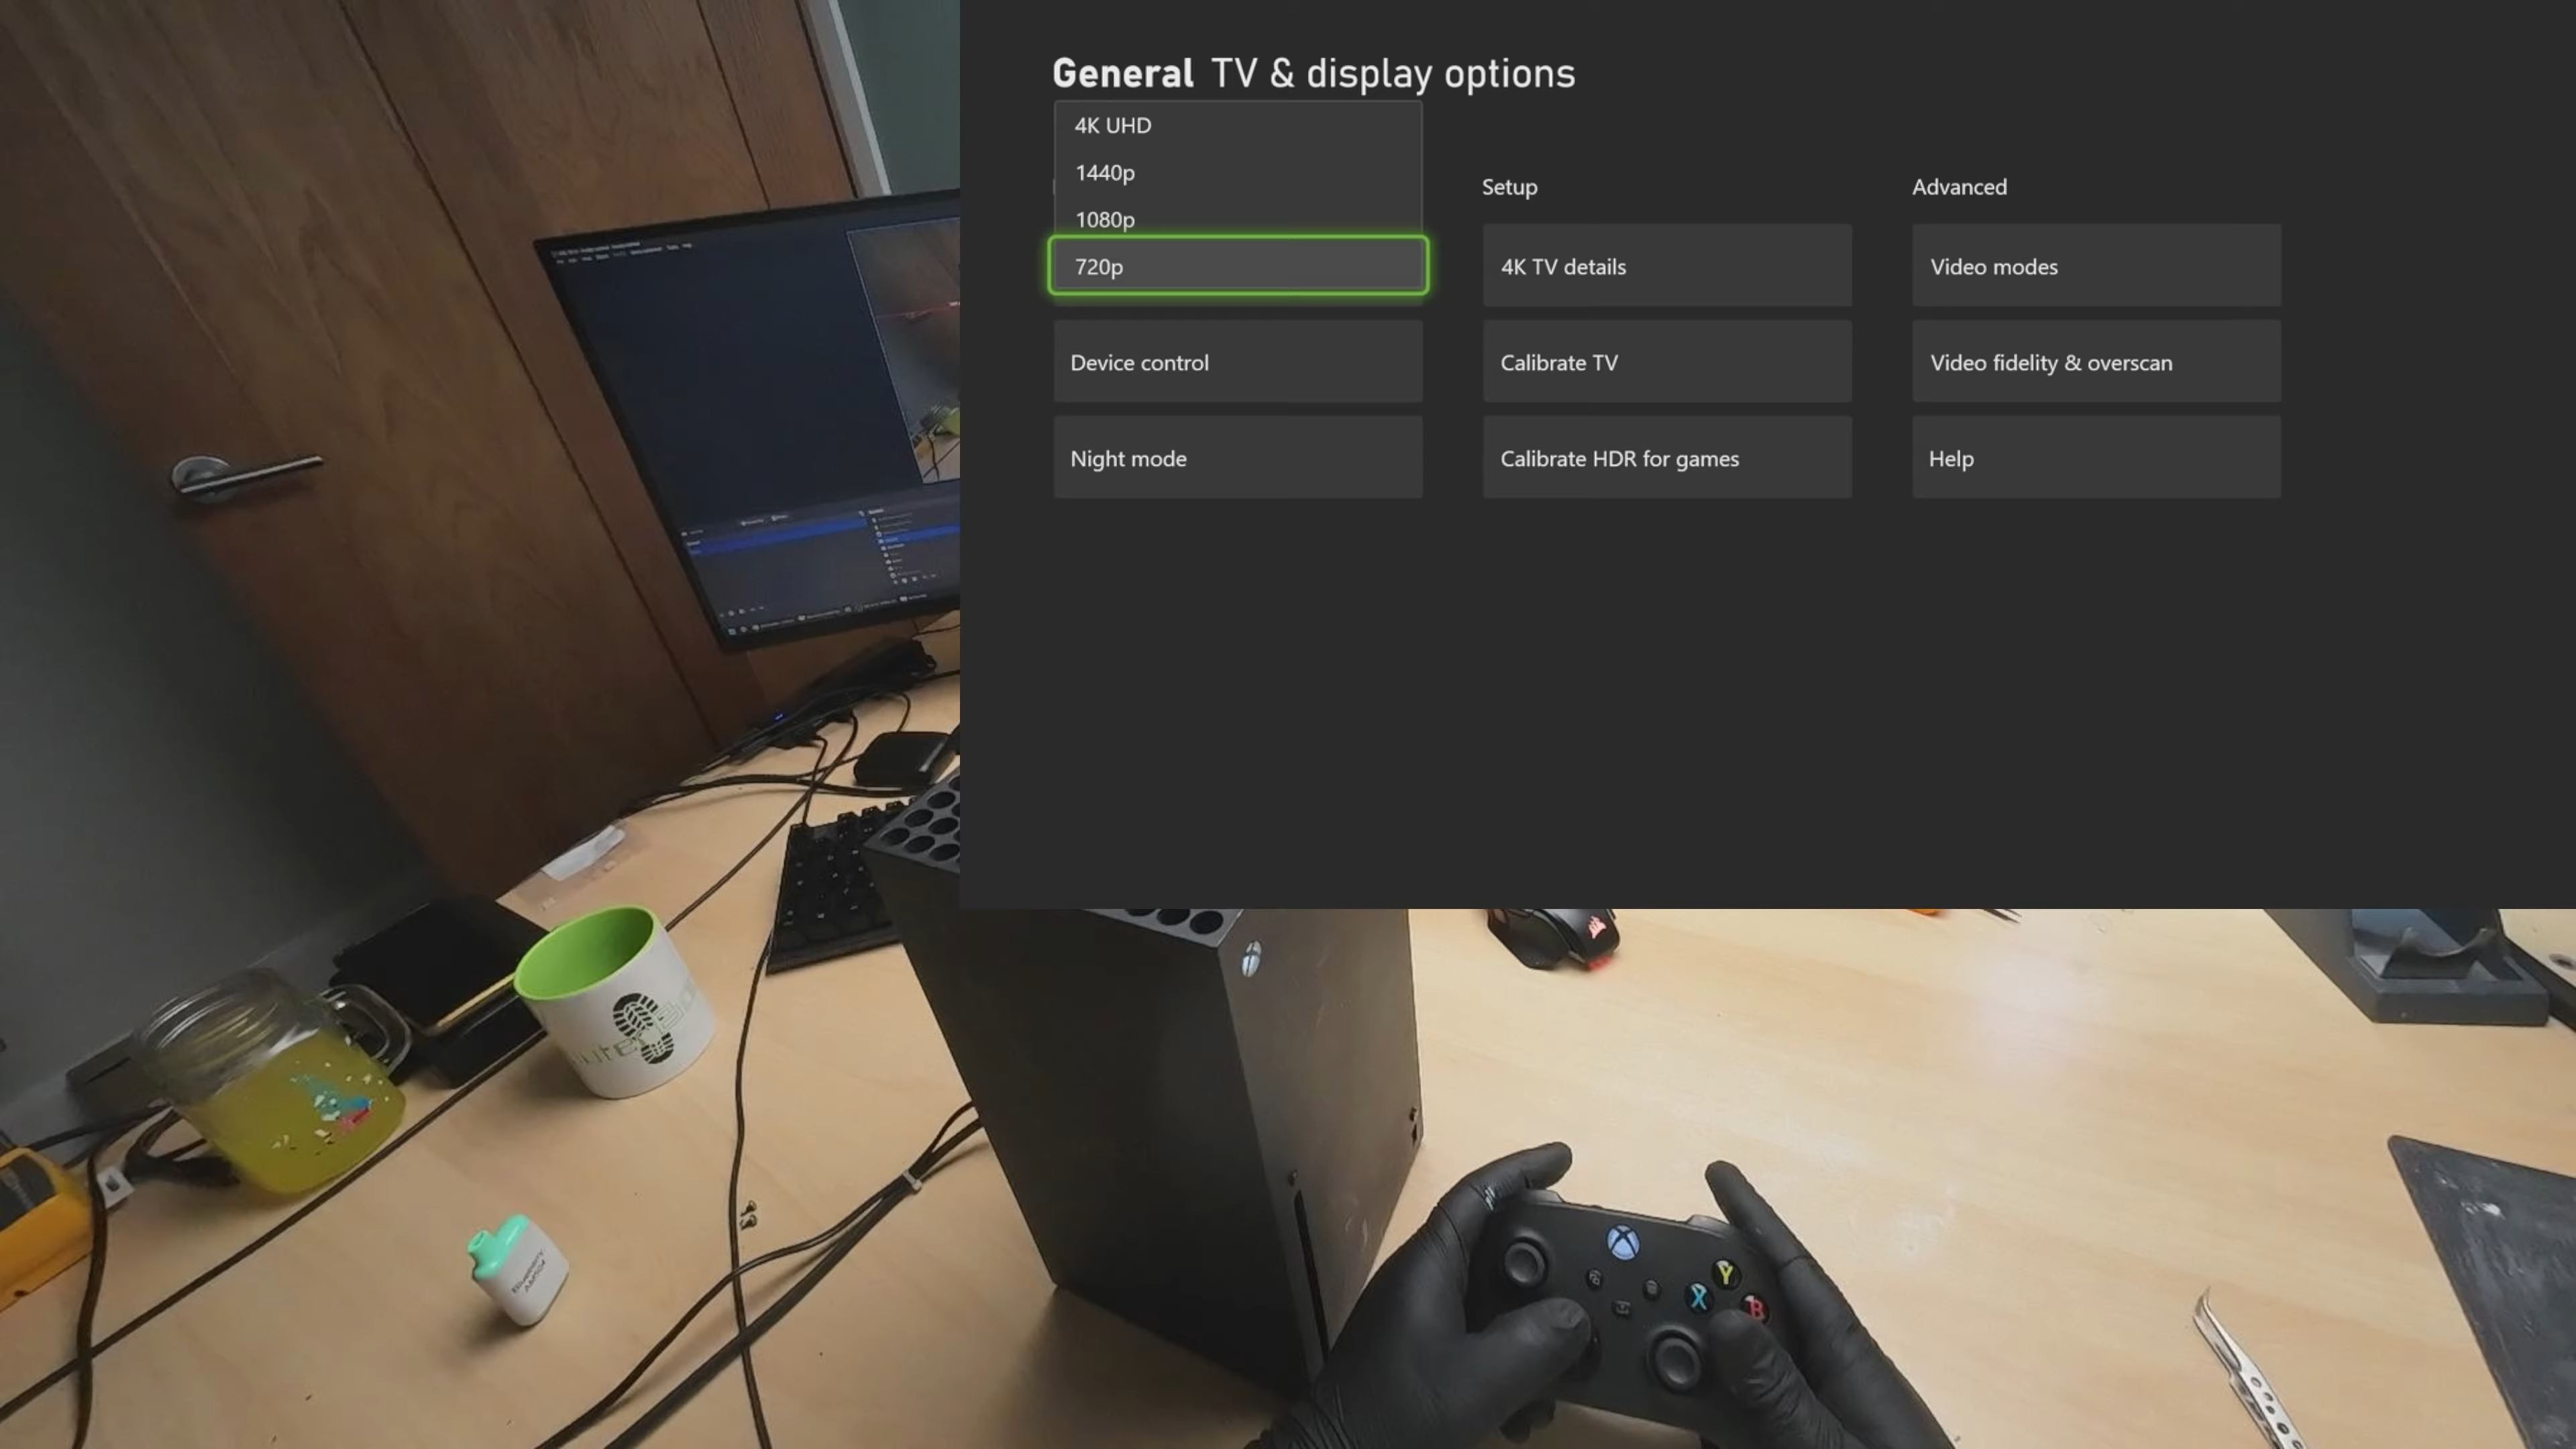 General TV & display options
4K UHD
1440p
1080p
720p
Device control
Night mode
Setup
4K TV details
Calibrate TV
Calibrate HDR for games
Advanced
Video modes
Video fidelity & overscan
Help
Y
X
B